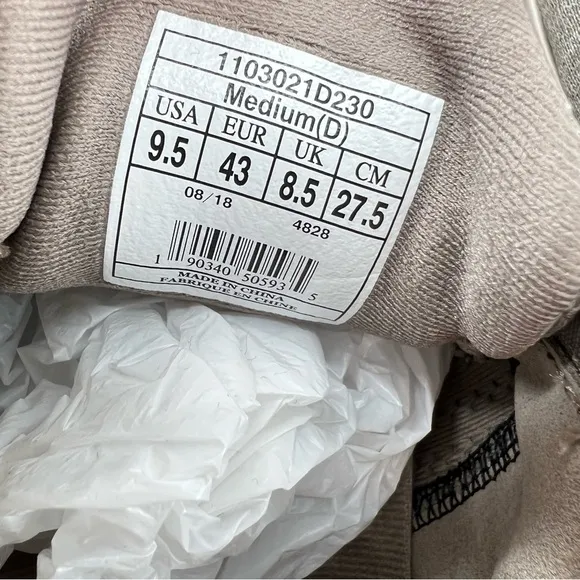 1103021D230
Medium(D)
USA EUR UK CM
9.5 43 8.5 27.5
08/18 4828
1 90340 50593 5
MADE IN CHINA
FABRIQUE EN CHINE